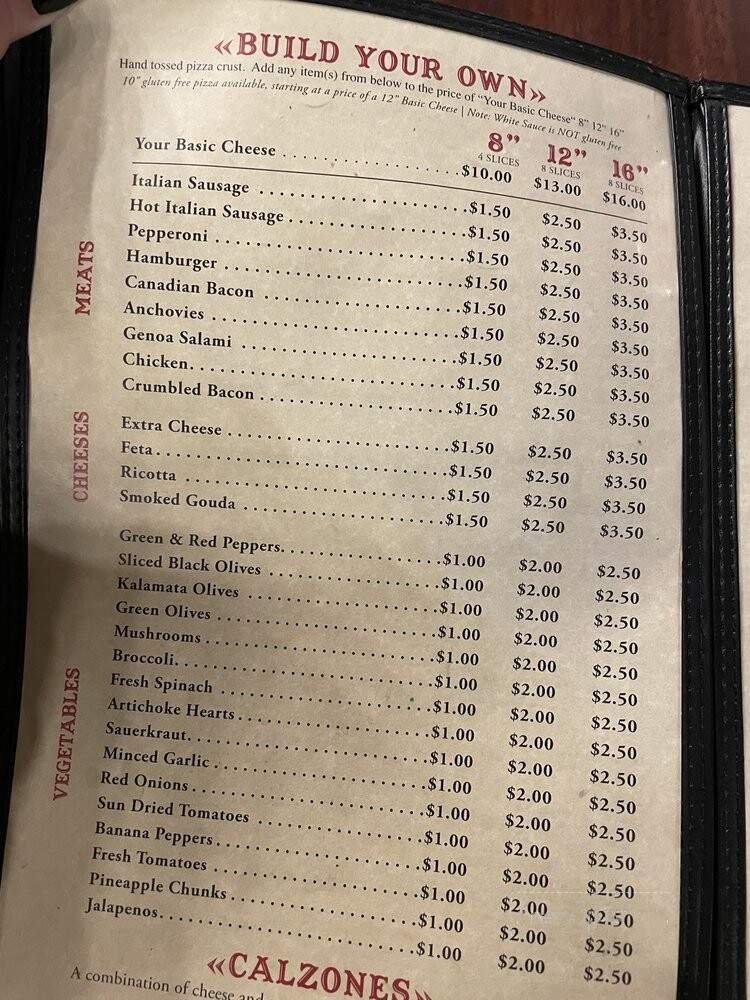 «BUILD YOUR OWN»
Hand tossed pizza crust. Add any item(s) from below to the price of "Your Basic Cheese" 8" 12" 16"
10" gluten free pizza available, starting at a price of a 12" Basic Cheese | Note: White Sauce is NOT gluten free
8" 12" 16"
4 SLICES 8 SLICES 8 SLICES
Your Basic Cheese $10.00 $13.00 $16.00
MEATS
Italian Sausage $1.50 $2.50 $3.50
Hot Italian Sausage $1.50 $2.50 $3.50
Pepperoni $1.50 $2.50 $3.50
Hamburger $1.50 $2.50 $3.50
Canadian Bacon $1.50 $2.50 $3.50
Anchovies $1.50 $2.50 $3.50
Genoa Salami $1.50 $2.50 $3.50
Chicken $1.50 $2.50 $3.50
Crumbled Bacon $1.50 $2.50 $3.50
CHEESES
Extra Cheese $1.50 $2.50 $3.50
Feta $1.50 $2.50 $3.50
Ricotta $1.50 $2.50 $3.50
Smoked Gouda $1.50 $2.50 $3.50
VEGETABLES
Green & Red Peppers $1.00 $2.00 $2.50
Sliced Black Olives $1.00 $2.00 $2.50
Kalamata Olives $1.00 $2.00 $2.50
Green Olives $1.00 $2.00 $2.50
Mushrooms $1.00 $2.00 $2.50
Broccoli $1.00 $2.00 $2.50
Fresh Spinach $1.00 $2.00 $2.50
Artichoke Hearts $1.00 $2.00 $2.50
Sauerkraut $1.00 $2.00 $2.50
Minced Garlic $1.00 $2.00 $2.50
Red Onions $1.00 $2.00 $2.50
Sun Dried Tomatoes $1.00 $2.00 $2.50
Banana Peppers $1.00 $2.00 $2.50
Fresh Tomatoes $1.00 $2.00 $2.50
Pineapple Chunks $1.00 $2.00 $2.50
Jalapenos $1.00 $2.00 $2.50
«CALZONES»
A combination of cheese and